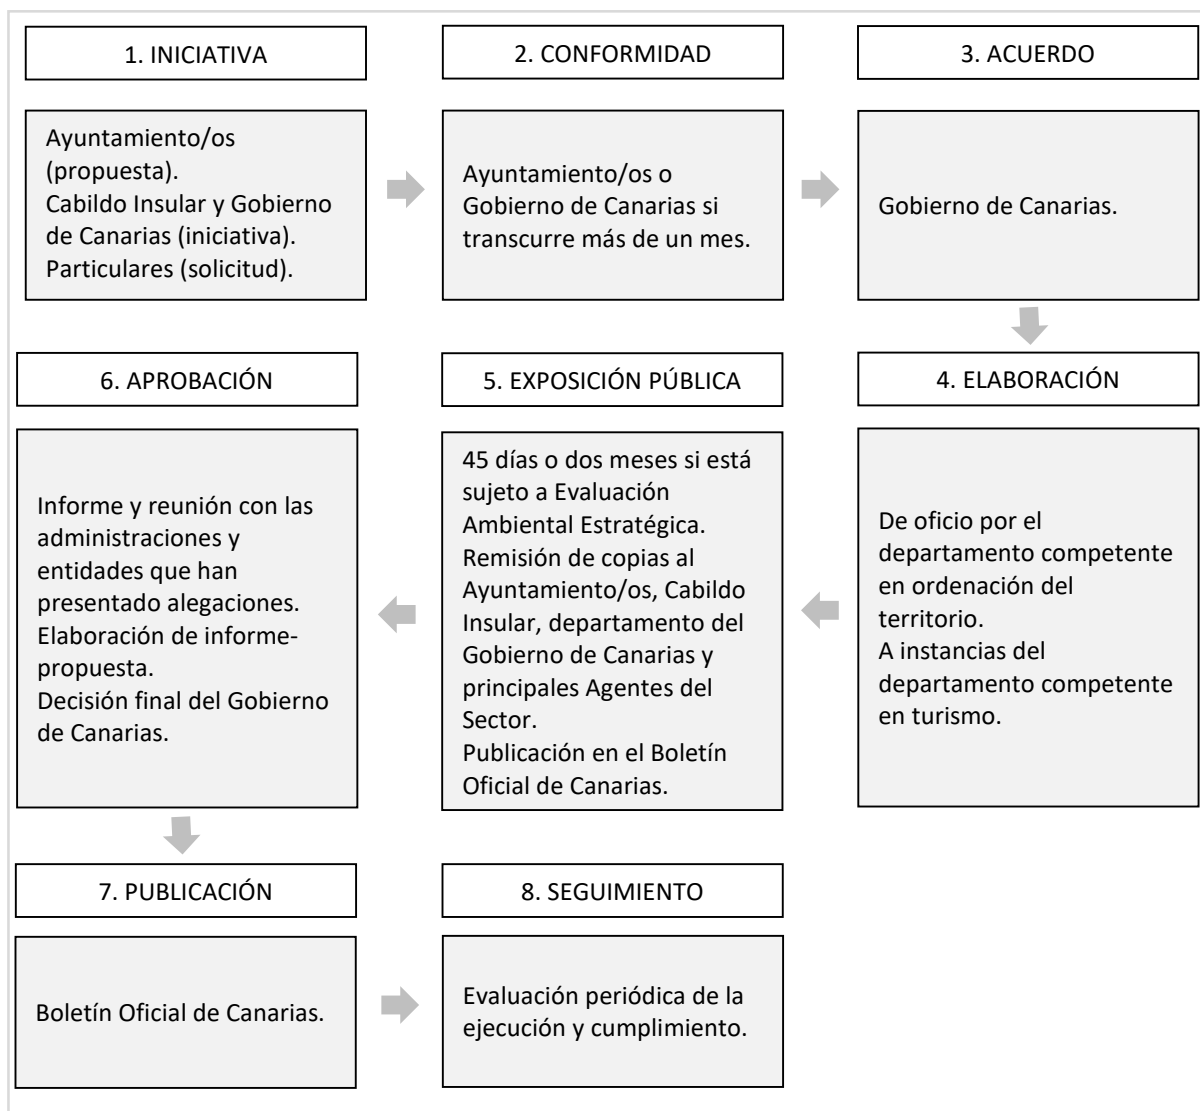 1. INICIATIVA
Ayuntamiento/os
(propuesta).
Cabildo Insular y Gobierno
de Canarias (iniciativa).
Particulares (solicitud).
2. CONFORMIDAD
Ayuntamiento/os o
Gobierno de Canarias si
transcurre más de un mes.
3. ACUERDO
Gobierno de Canarias.
4. ELABORACIÓN
De oficio por el
departamento competente
en ordenación del
territorio.
A instancias del
departamento competente
en turismo.
5. EXPOSICIÓN PÚBLICA
45 días o dos meses si está
sujeto a Evaluación
Ambiental Estratégica.
Remisión de copias al
Ayuntamiento/os, Cabildo
Insular, departamento del
Gobierno de Canarias y
principales Agentes del
Sector.
Publicación en el Boletín
Oficial de Canarias.
6. APROBACIÓN
Informe y reunión con las
administraciones y
entidades que han
presentado alegaciones.
Elaboración de informe-
propuesta.
Decisión final del Gobierno
de Canarias.
7. PUBLICACIÓN
Boletín Oficial de Canarias.
8. SEGUIMIENTO
Evaluación periódica de la
ejecución y cumplimiento.